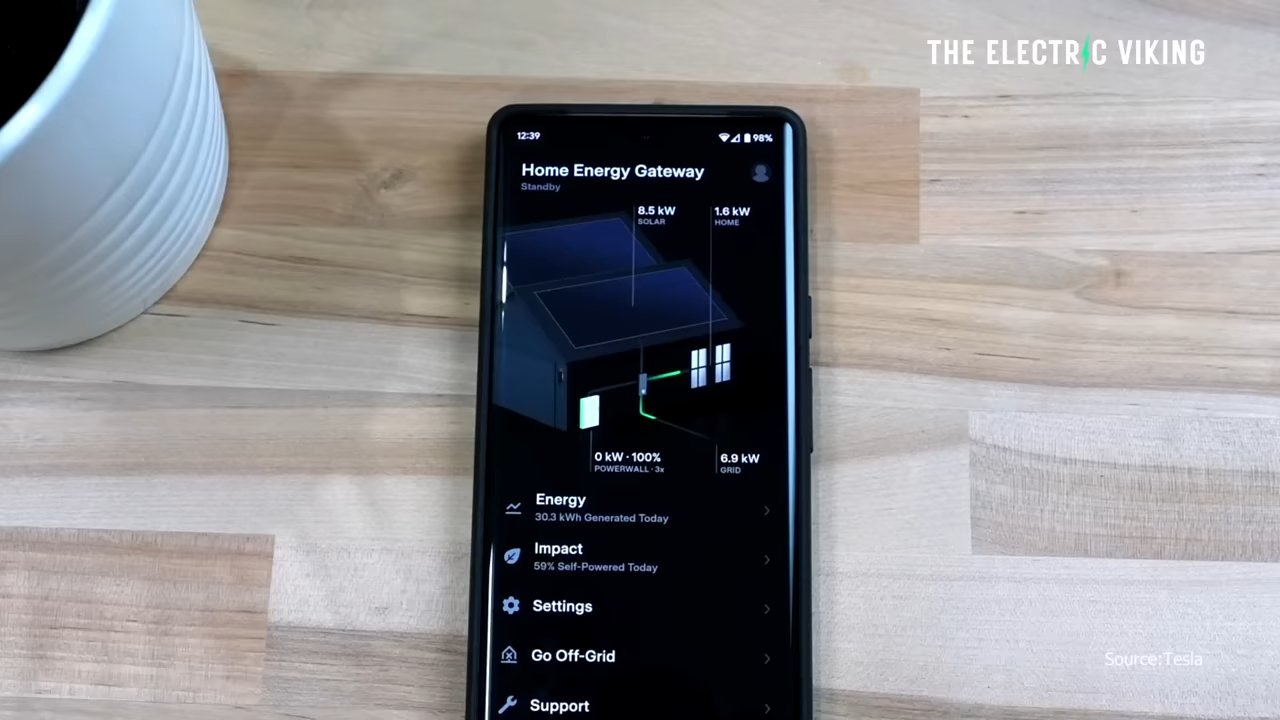 THE ELECTRIC VIKING
12:39
98%
Home Energy Gateway
Standby
8.5 kW
SOLAR
1.6 kW
HOME
0 kW · 100%
POWERWALL · 3x
6.9 kW
GRID
Energy
30.3 kWh Generated Today
Impact
59% Self-Powered Today
Settings
Go Off-Grid
Support
Source:Tesla